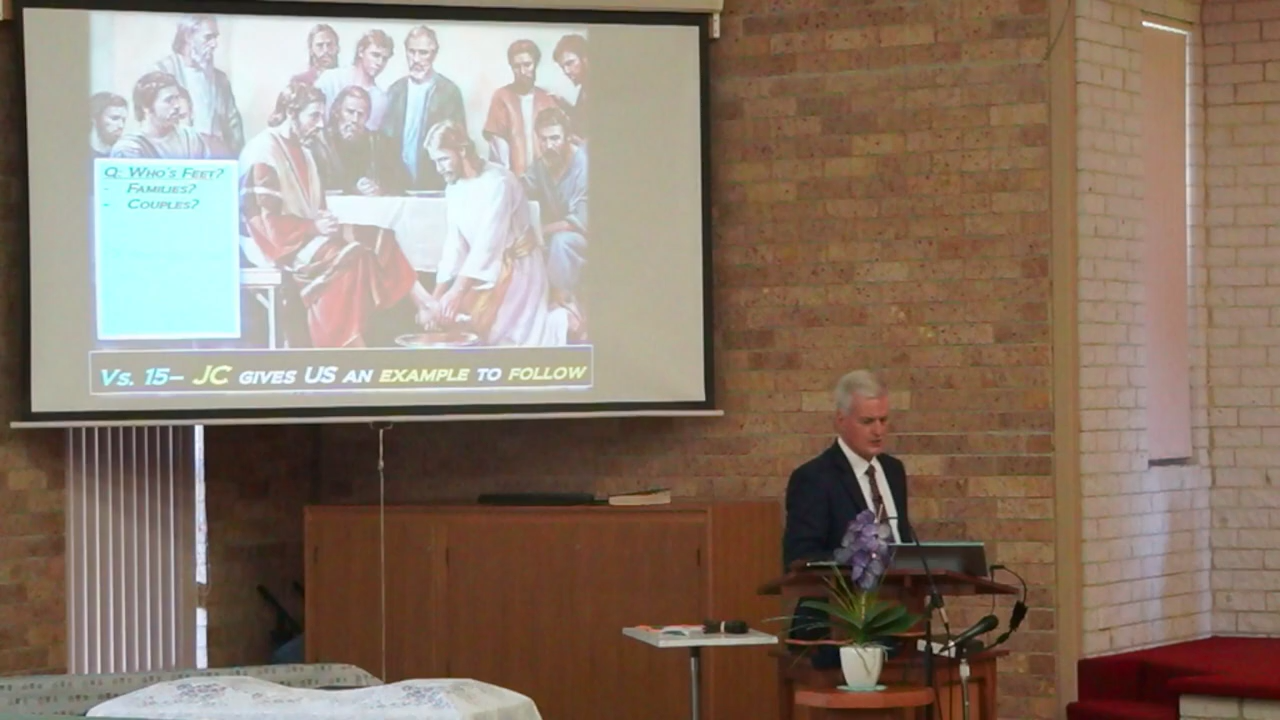 Q: WHO'S FEET?
- FAMILIES?
- COUPLES?
VS. 15– JC GIVES US AN EXAMPLE TO FOLLOW